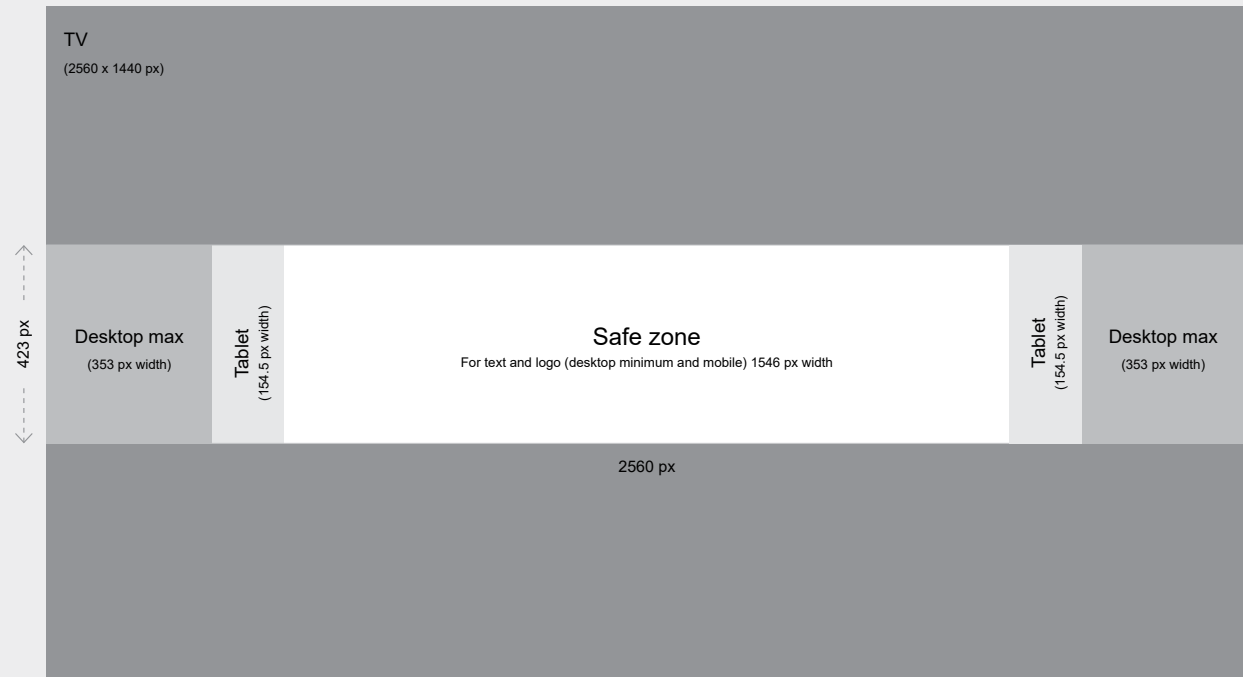 TV
(2560 x 1440 px)
423 px
Desktop max
(353 px width)
Tablet
(154.5 px width)
Safe zone
For text and logo (desktop minimum and mobile) 1546 px width
Tablet
(154.5 px width)
Desktop max
(353 px width)
2560 px